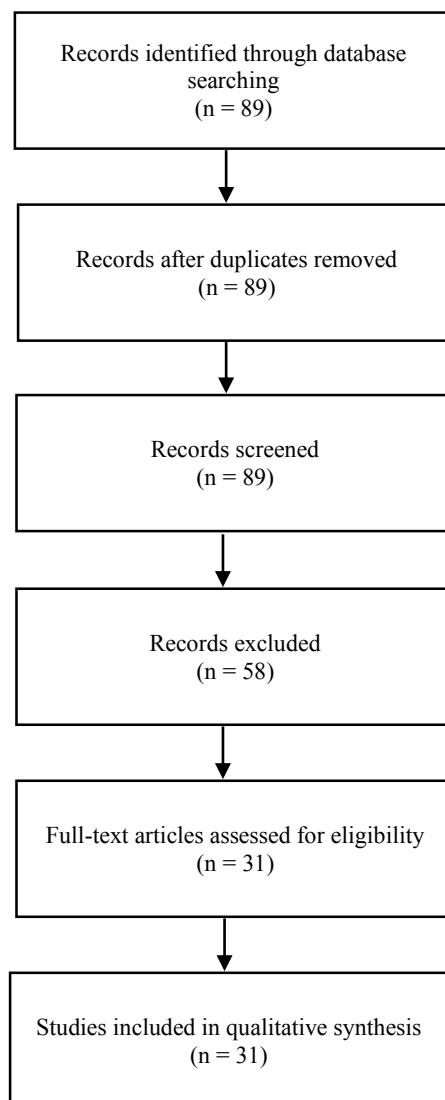 Records identified through database
searching
(n = 89)
Records after duplicates removed
(n = 89)
Records screened
(n = 89)
Records excluded
(n = 58)
Full-text articles assessed for eligibility
(n = 31)
Studies included in qualitative synthesis
(n = 31)